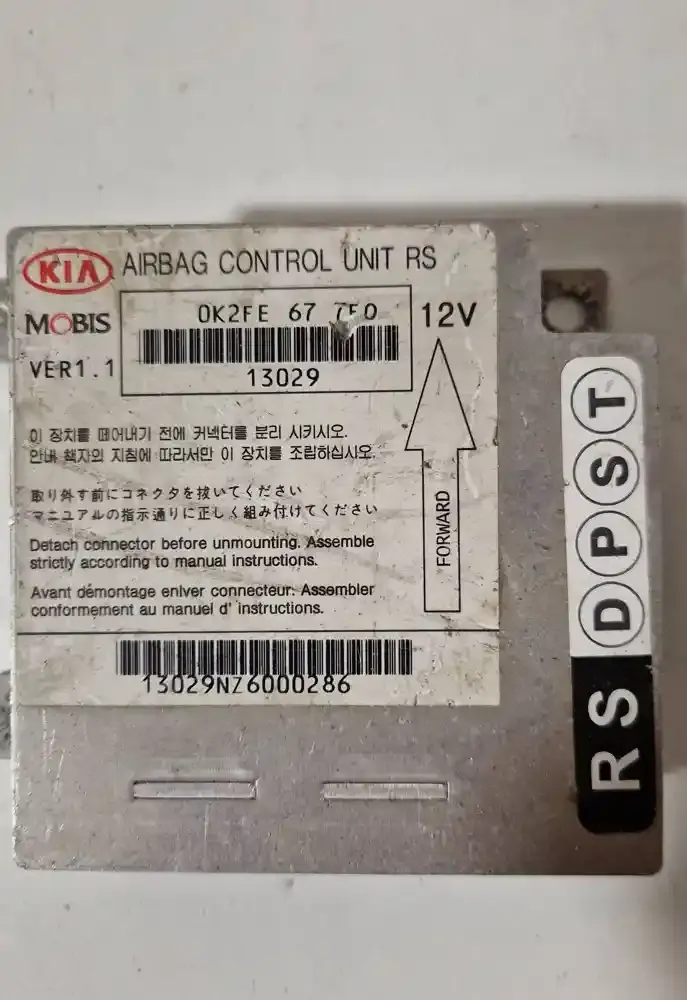 KIA AIRBAG CONTROL UNIT RS
MOBIS
0K2FE 67 7F0
12V
VER1.1
13029
이 장치를 떼어내기 전에 커넥터를 분리 시키시오.
안내 책자의 지침에 따라서만 이 장치를 조립하십시오.
取り外す前にコネクタを抜いてください
マニュアルの指示通りに正しく組み付けてください
Detach connector before unmounting. Assemble
strictly according to manual instructions.
Avant démontage enlver connecteur. Assembler
conformement au manuel d' instructions.
FORWARD
13029NZ6000286
RS D P S T